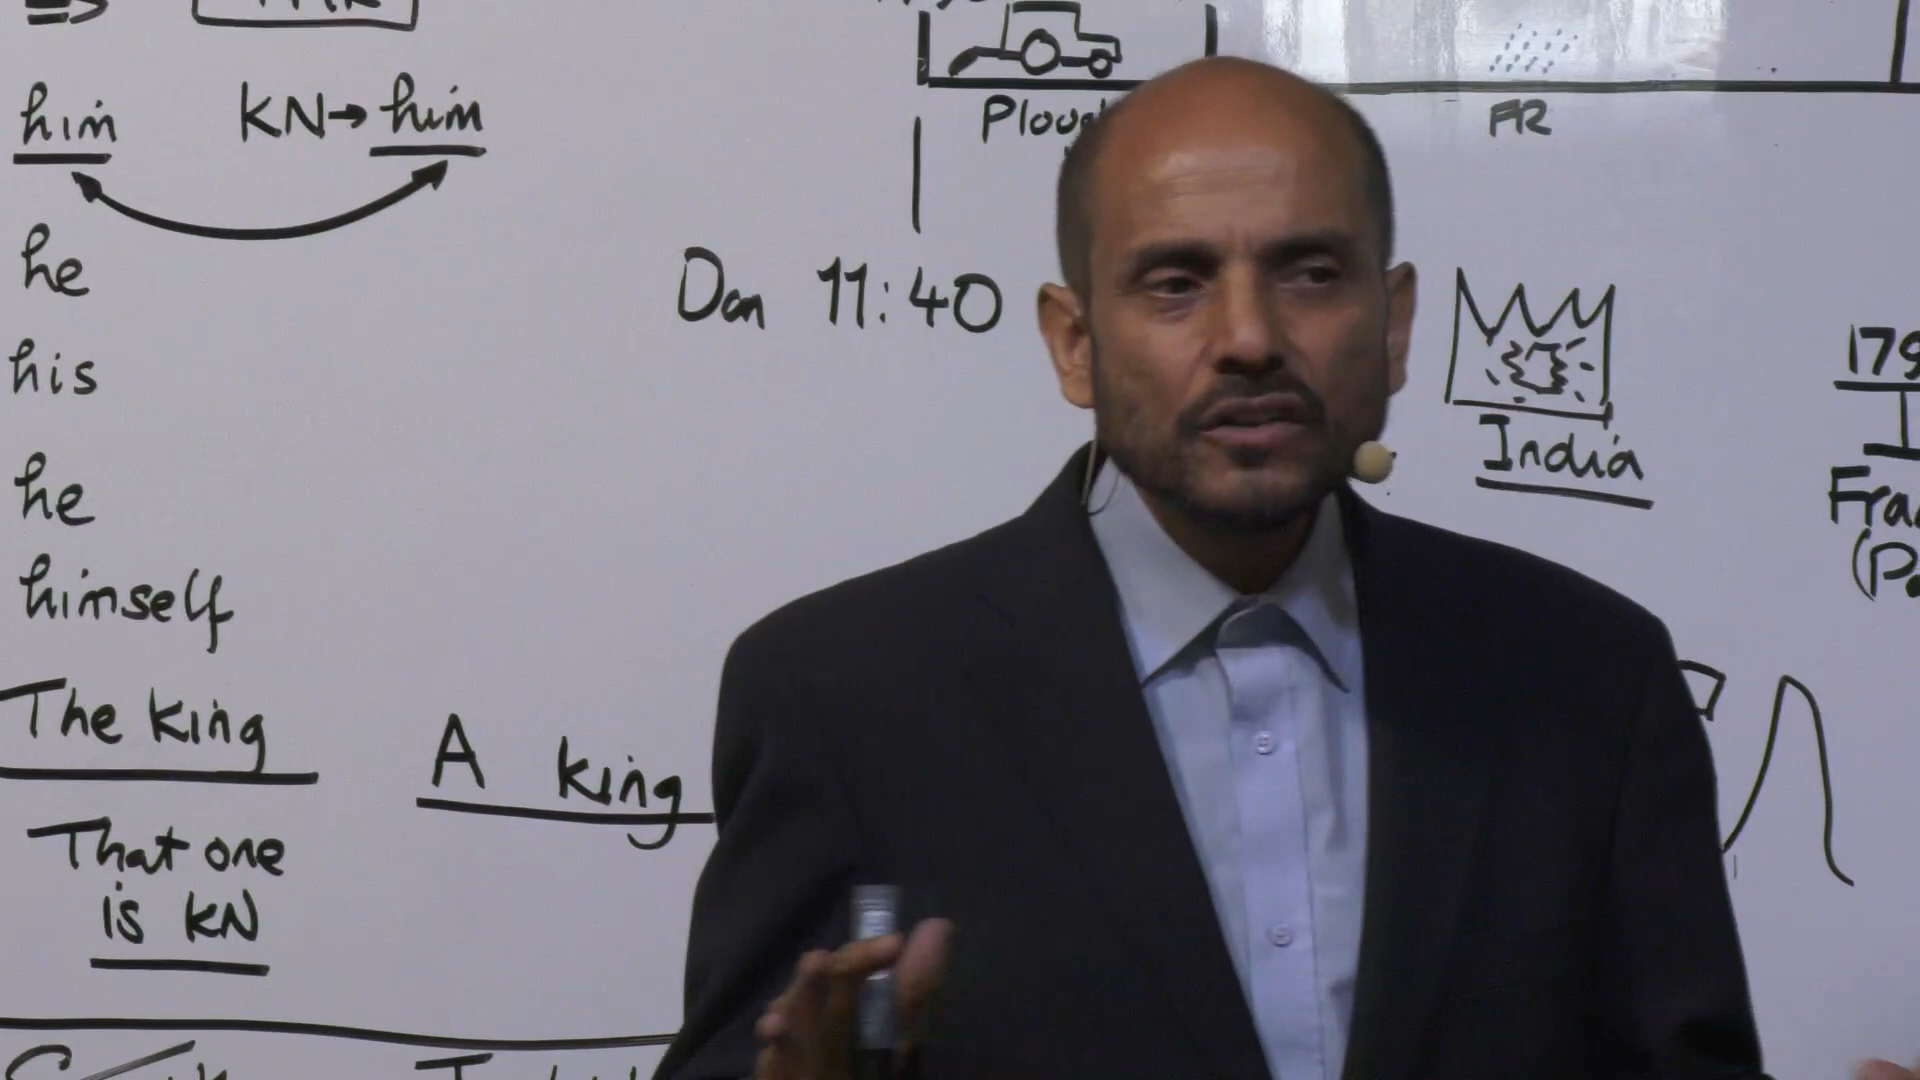 him KN→him
he
his
he
himself
The king
That one
is KN
A king
Dan 11:40
FR
India